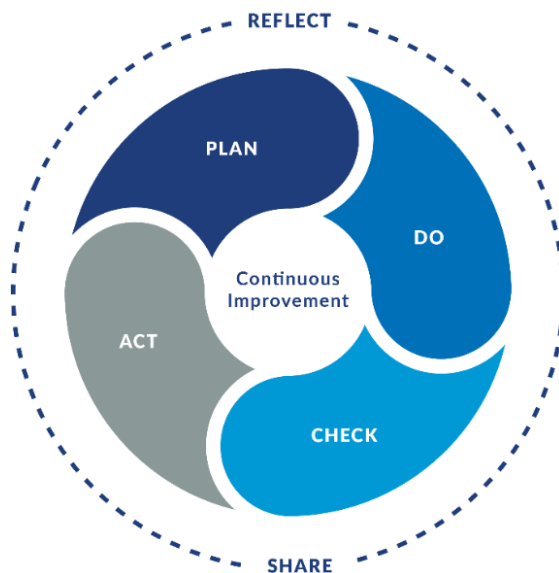 REFLECT
PLAN
DO
Continuous
Improvement
ACT
CHECK
SHARE